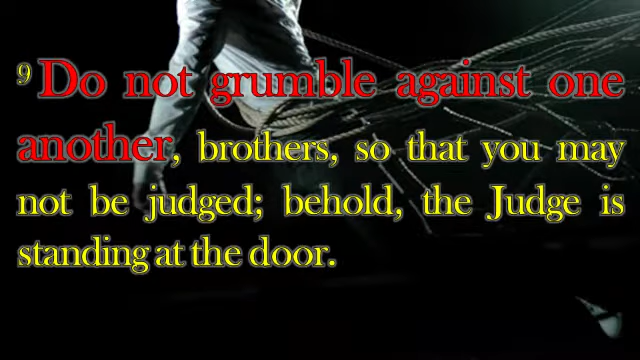 9 Do not grumble against one
another, brothers, so that you may
not be judged; behold, the Judge is
standing at the door.